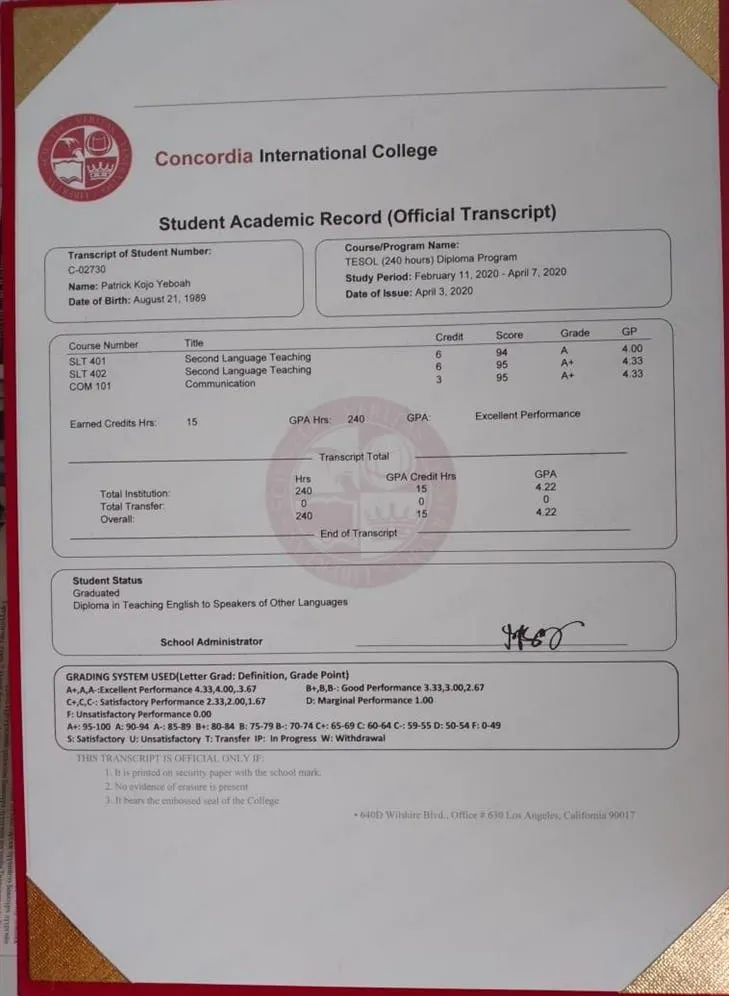 Concordia International College
Student Academic Record (Official Transcript)
Transcript of Student Number:
C-02730
Name: Patrick Kojo Yeboah
Date of Birth: August 21, 1989
Course/Program Name:
TESOL (240 hours) Diploma Program
Study Period: February 11, 2020 - April 7, 2020
Date of Issue: April 3, 2020
Course Number Title Credit Score Grade GP
SLT 401 Second Language Teaching 6 94 A 4.00
SLT 402 Second Language Teaching 6 95 A+ 4.33
COM 101 Communication 3 95 A+ 4.33
Earned Credits Hrs: 15 GPA Hrs: 240 GPA: Excellent Performance
Transcript Total
Hrs GPA Credit Hrs GPA
Total Institution: 240 15 4.22
Total Transfer: 0 0 0
Overall: 240 15 4.22
End of Transcript
Student Status
Graduated
Diploma in Teaching English to Speakers of Other Languages
School Administrator
GRADING SYSTEM USED(Letter Grad: Definition, Grade Point)
A+,A,A-:Excellent Performance 4.33,4.00,.3.67 B+,B,B-: Good Performance 3.33,3.00,2.67
C+,C,C-: Satisfactory Performance 2.33,2.00,1.67 D: Marginal Performance 1.00
F: Unsatisfactory Performance 0.00
A+: 95-100 A: 90-94 A-: 85-89 B+: 80-84 B: 75-79 B-: 70-74 C+: 65-69 C: 60-64 C-: 59-55 D: 50-54 F: 0-49
S: Satisfactory U: Unsatisfactory T: Transfer IP: In Progress W: Withdrawal
THIS TRANSCRIPT IS OFFICIAL ONLY IF:
1. It is printed on security paper with the school mark.
2. No evidence of erasure is present
3. It bears the embossed seal of the College
• 640D Wilshire Blvd., Office # 630 Los Angeles, California 90017